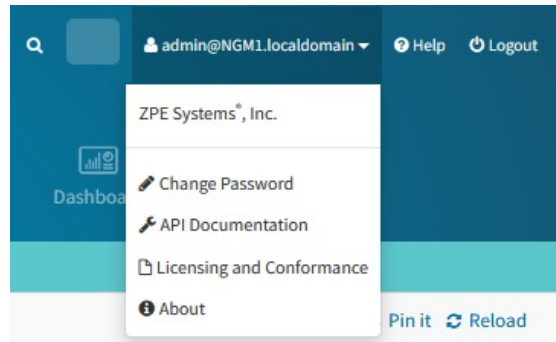 admin@NGM1.localdomain
Help
Logout
ZPE Systems®, Inc.
Dashboa
Change Password
API Documentation
Licensing and Conformance
About
Pin it
Reload